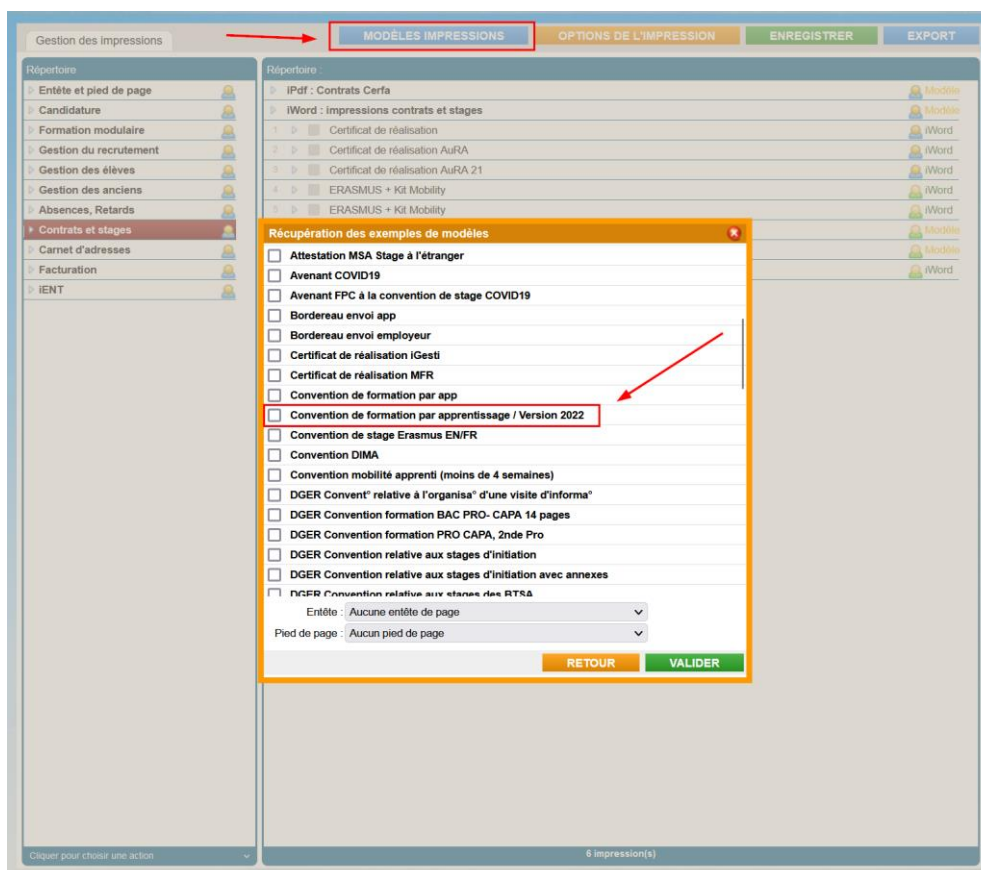 Gestion des impressions
MODÈLES IMPRESSIONS
OPTIONS DE L'IMPRESSION
ENREGISTRER
EXPORT
Répertoire
Entête et pied de page
Candidature
Formation modulaire
Gestion du recrutement
Gestion des élèves
Gestion des anciens
Absences, Retards
Contrats et stages
Carnet d'adresses
Facturation
iENT
Cliquer pour choisir une action
Répertoire :
iPdf : Contrats Cerfa Modèle
iWord : impressions contrats et stages Modèle
1 Certificat de réalisation iWord
2 Certificat de réalisation AuRA iWord
3 Certificat de réalisation AuRA 21 iWord
4 ERASMUS + Kit Mobility iWord
5 ERASMUS + Kit Mobility iWord
Modèle
Modèle
iWord
Récupération des exemples de modèles
Attestation MSA Stage à l'étranger
Avenant COVID19
Avenant FPC à la convention de stage COVID19
Bordereau envoi app
Bordereau envoi employeur
Certificat de réalisation iGesti
Certificat de réalisation MFR
Convention de formation par app
Convention de formation par apprentissage / Version 2022
Convention de stage Erasmus EN/FR
Convention DIMA
Convention mobilité apprenti (moins de 4 semaines)
DGER Convent° relative à l'organisa° d'une visite d'informa°
DGER Convention formation BAC PRO- CAPA 14 pages
DGER Convention formation PRO CAPA, 2nde Pro
DGER Convention relative aux stages d'initiation
DGER Convention relative aux stages d'initiation avec annexes
DGER Convention relative aux stages des BTSA
Entête : Aucune entête de page
Pied de page : Aucun pied de page
RETOUR
VALIDER
6 impression(s)